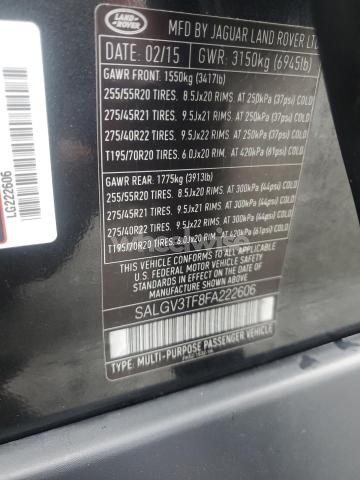 LAND ROVER
MFD BY JAGUAR LAND ROVER LTD
DATE: 02/15 GWR: 3150kg (6945lb)
GAWR FRONT: 1550kg (3417lb)
255/55R20 TIRES. 8.5Jx20 RIMS. AT 250kPa (37psi) COLD
275/45R21 TIRES. 9.5Jx21 RIMS. AT 250kPa (37psi) COLD
275/40R22 TIRES. 9.5Jx22 RIMS. AT 250kPa (37psi) COLD
T195/70R20 TIRES. 6.0Jx20 RIMS. AT 420kPa (61psi) COLD
GAWR REAR: 1775kg (3913lb)
255/55R20 TIRES. 8.5Jx20 RIMS. AT 300kPa (44psi) COLD
275/45R21 TIRES. 9.5Jx21 RIMS. AT 300kPa (44psi) COLD
275/40R22 TIRES. 9.5Jx22 RIMS. AT 300kPa (44psi) COLD
T195/70R20 TIRES. 6.0Jx20 RIMS. AT 420kPa (61psi) COLD
THIS VEHICLE CONFORMS TO ALL APPLICABLE
U.S. FEDERAL MOTOR VEHICLE SAFETY AND THEFT
PREVENTION STANDARDS IN EFFECT ON THE DATE
OF MANUFACTURE SHOWN ABOVE.
SALGV3TF8FA222606
TYPE: MULTI-PURPOSE PASSENGER VEHICLE
LG222606